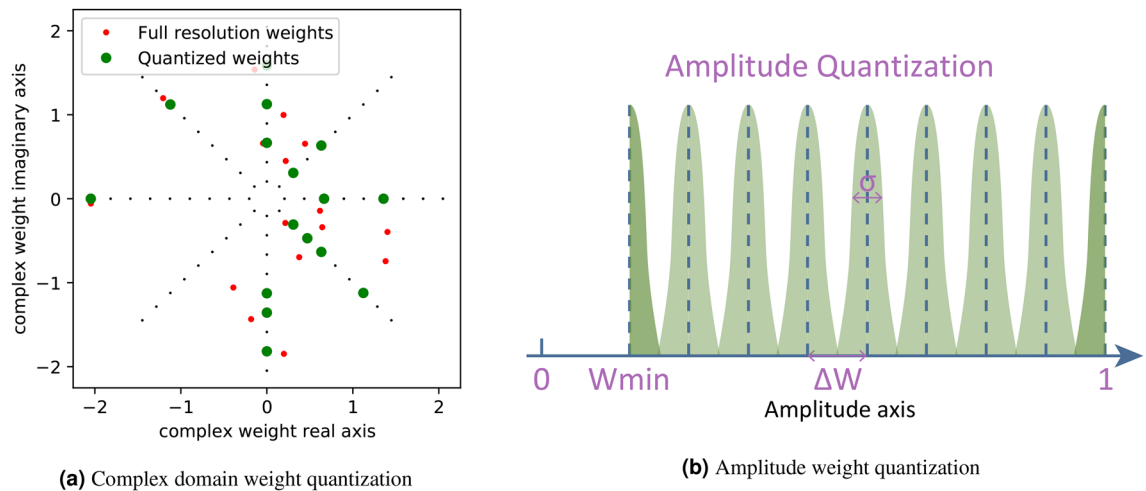 Full resolution weights
Quantized weights
complex weight imaginary axis
2
1
0
−1
−2
−2
−1
0
1
2
complex weight real axis
(a) Complex domain weight quantization
Amplitude Quantization
σ
0
Wmin
ΔW
1
Amplitude axis
(b) Amplitude weight quantization